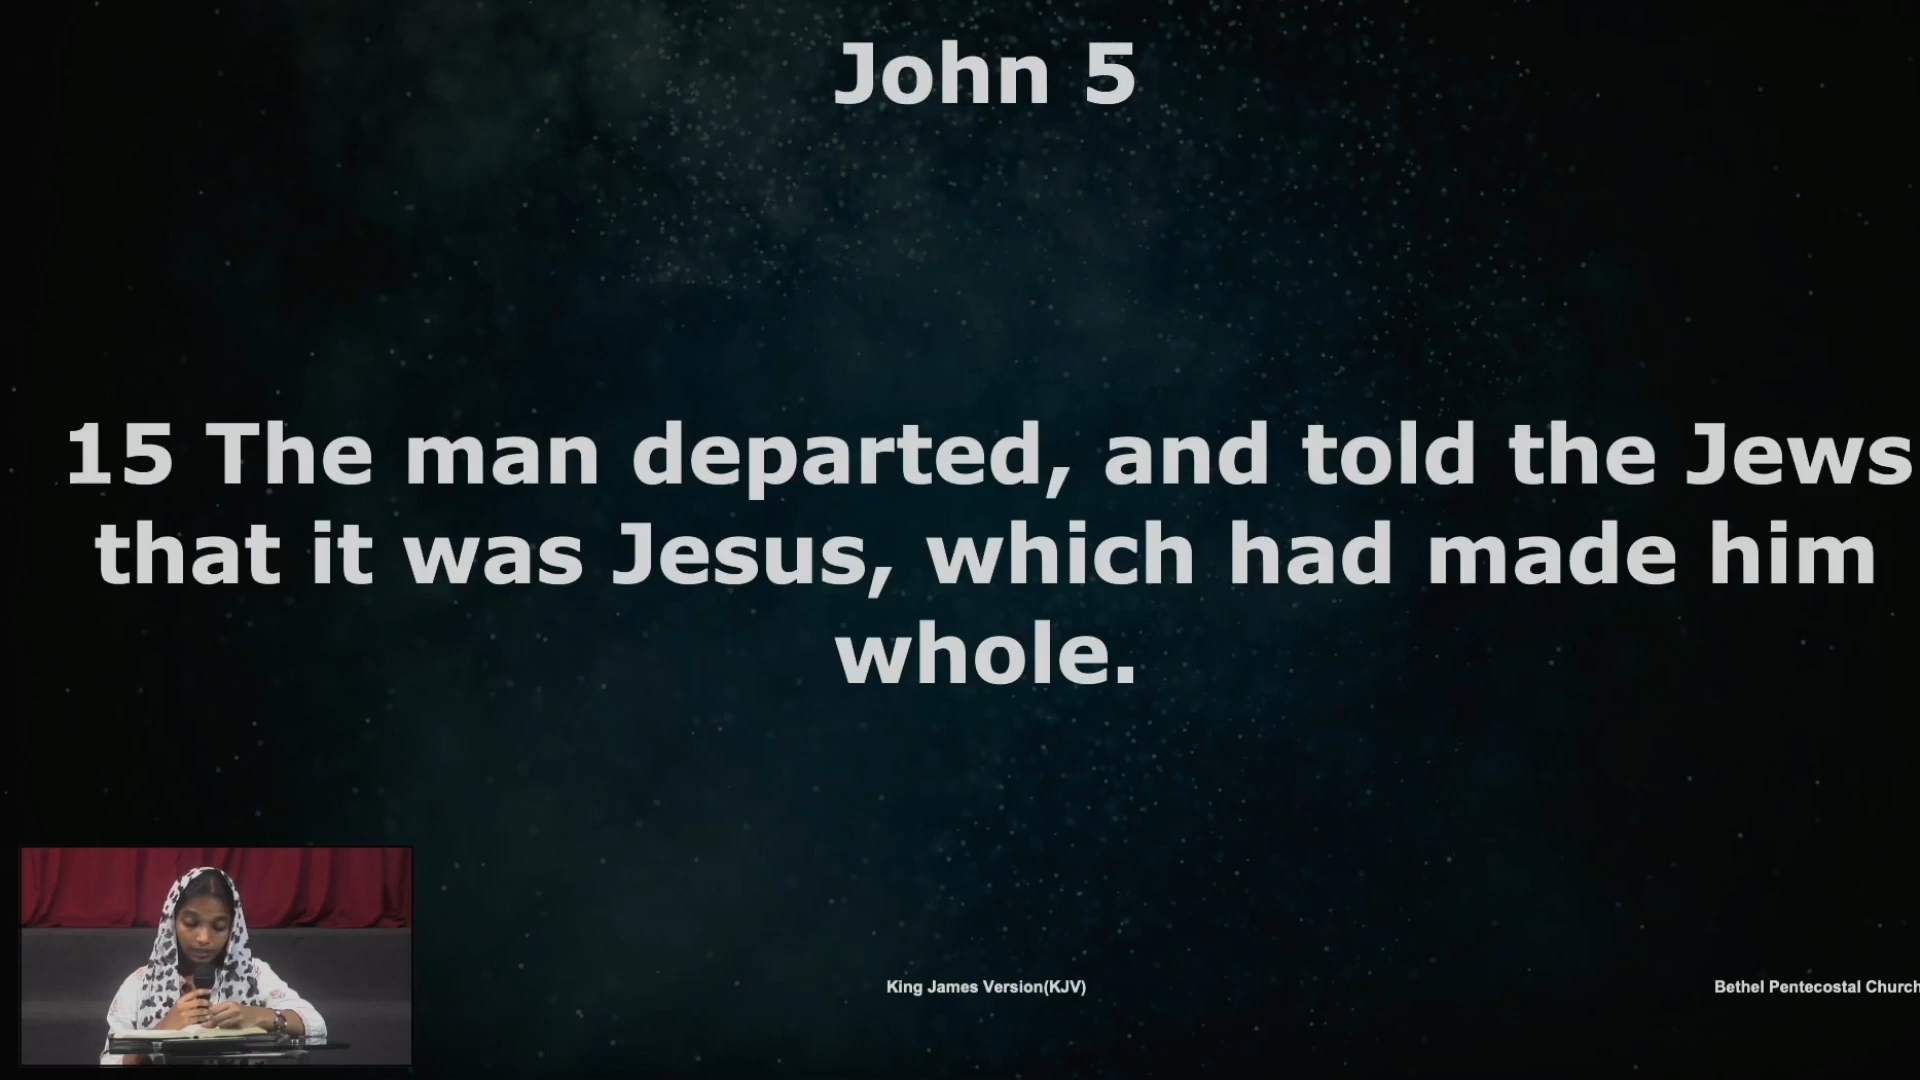 John 5
15 The man departed, and told the Jews
that it was Jesus, which had made him
whole.
King James Version(KJV)
Bethel Pentecostal Church